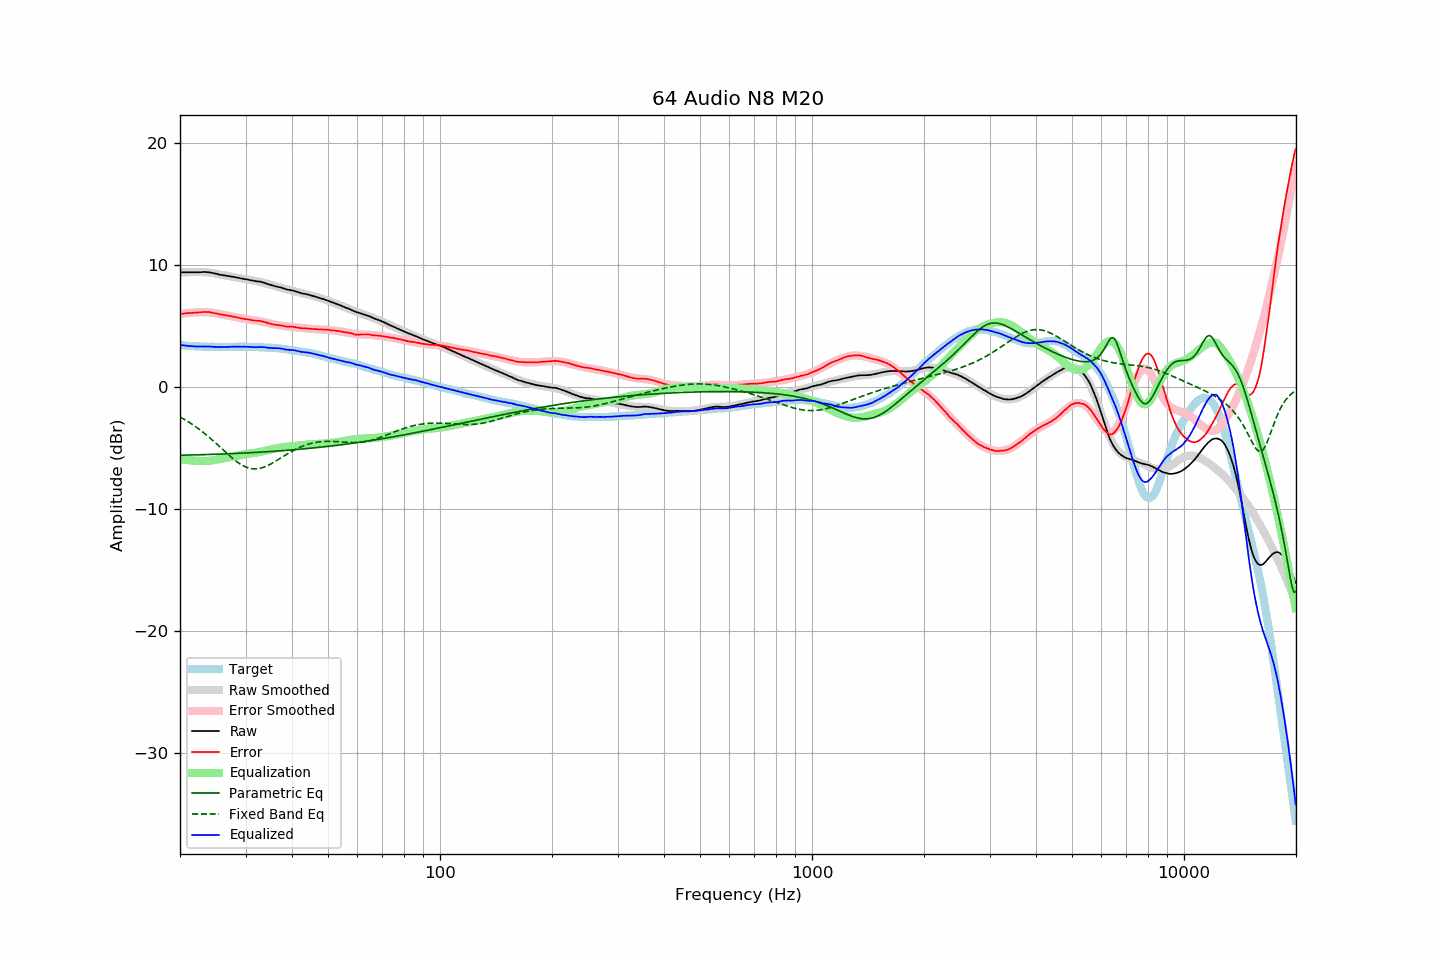 64 Audio N8 M20
20
10
0
−10
−20
−30
Amplitude (dBr)
Target
Raw Smoothed
Error Smoothed
Raw
Error
Equalization
Parametric Eq
Fixed Band Eq
Equalized
100 1000 10000
Frequency (Hz)